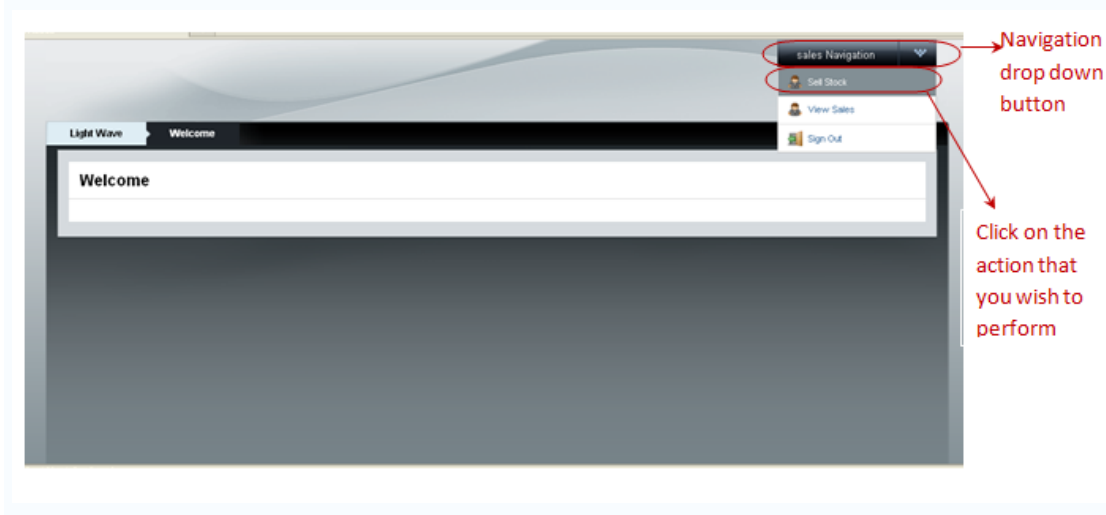 sales Navigation
Sell Stock
View Sales
Sign Out
Light Wave
Welcome
Welcome
Navigation
drop down
button
Click on the
action that
you wish to
perform